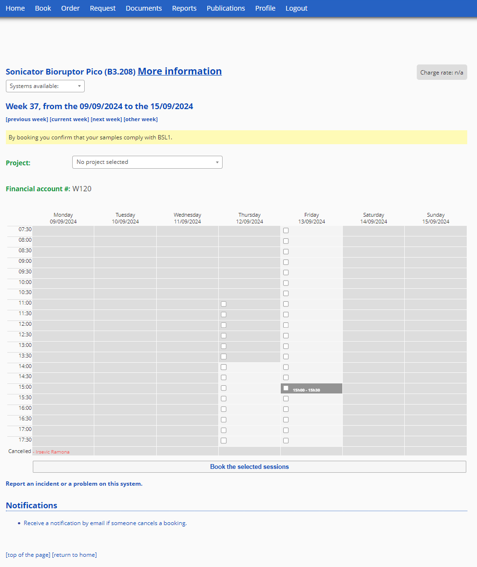 Home Book Order Request Documents Reports Publications Profile Logout
Sonicator Bioruptor Pico (B3.208) More information
Charge rate: n/a
Systems available:
Week 37, from the 09/09/2024 to the 15/09/2024
[previous week] [current week] [next week] [other week]
By booking you confirm that your samples comply with BSL1.
Project: No project selected
Financial account #: W120
Monday Tuesday Wednesday Thursday Friday Saturday Sunday
09/09/2024 10/09/2024 11/09/2024 12/09/2024 13/09/2024 14/09/2024 15/09/2024
07:30
08:00
08:30
09:00
09:30
10:00
10:30
11:00
11:30
12:00
12:30
13:00
13:30
14:00
14:30
15:00
15:30
16:00
16:30
17:00
17:30
Cancelled
Book the selected sessions
Report an incident or a problem on this system.
Notifications
Receive a notification by email if someone cancels a booking.
[top of the page] [return to home]